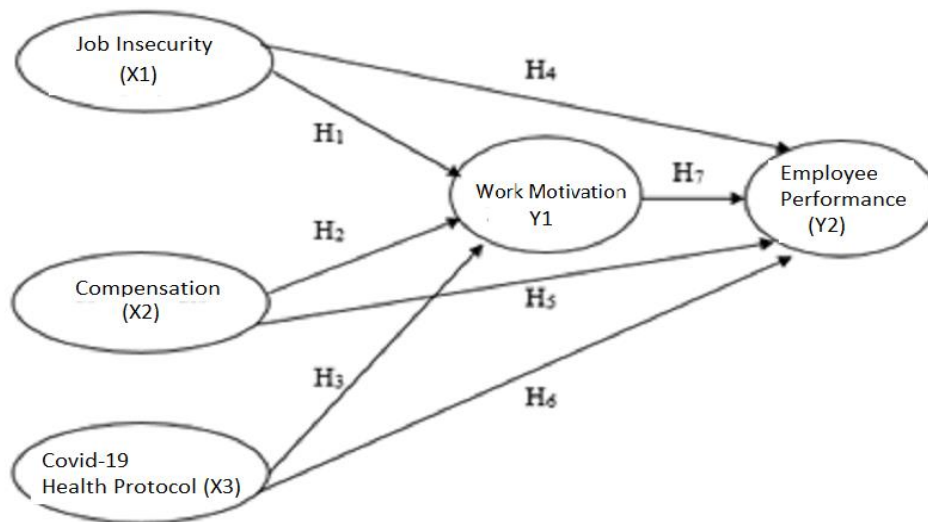 Job Insecurity
(X1)
H4
H1
Work Motivation
Y1
H7
Employee
Performance
(Y2)
H2
Compensation
(X2)
H5
H3
H6
Covid-19
Health Protocol (X3)